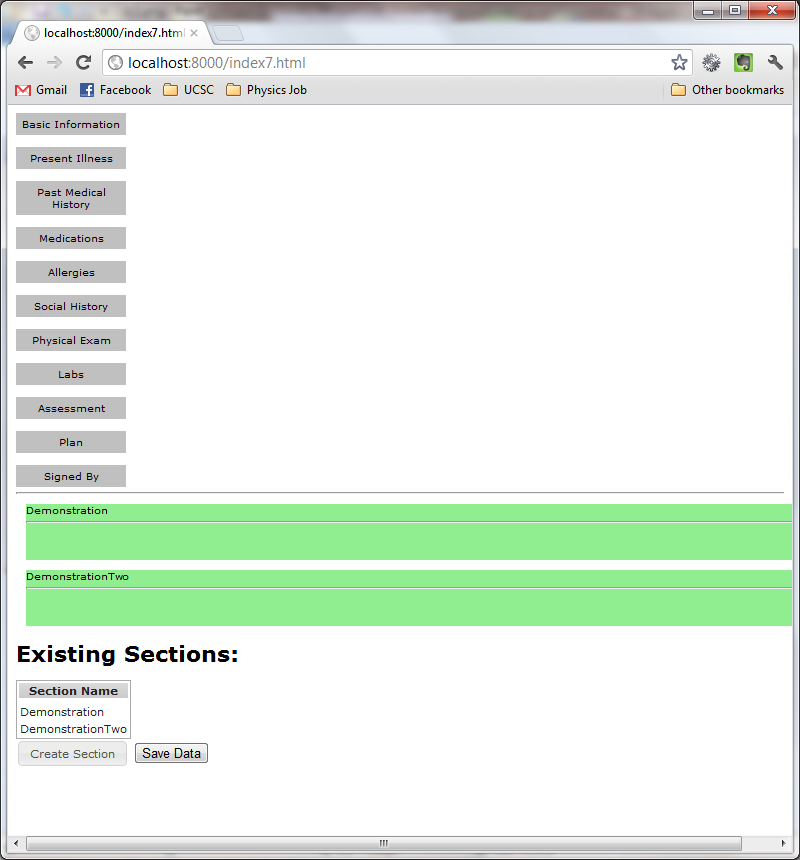 localhost:8000/index7.html
localhost:8000/index7.html
Gmail Facebook UCSC Physics Job Other bookmarks
Basic Information
Present Illness
Past Medical
History
Medications
Allergies
Social History
Physical Exam
Labs
Assessment
Plan
Signed By
Demonstration
DemonstrationTwo
Existing Sections:
Section Name
Demonstration
DemonstrationTwo
Create Section Save Data